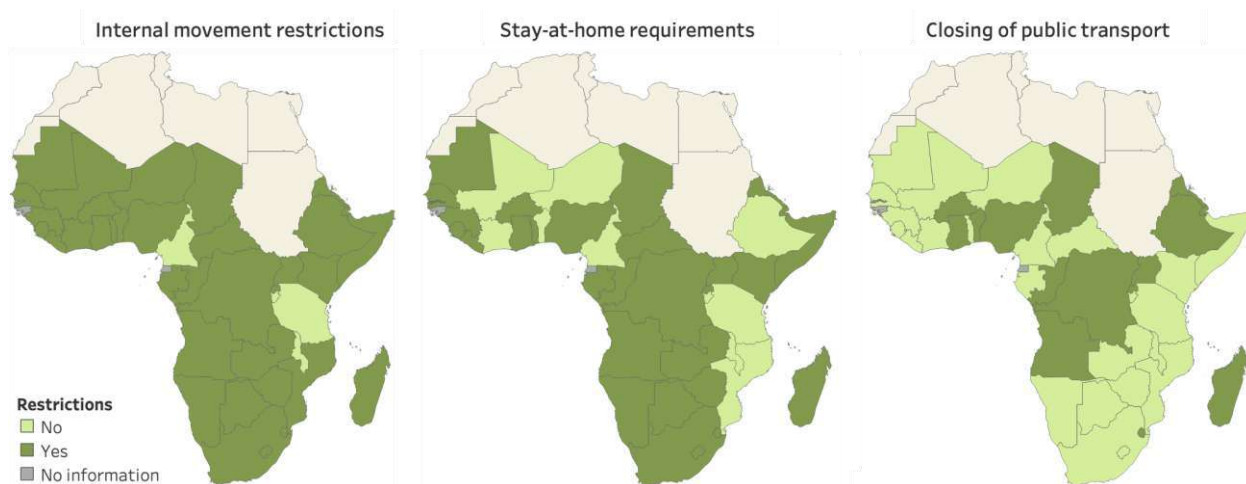 Internal movement restrictions
Stay-at-home requirements
Closing of public transport
Restrictions
No
Yes
No information